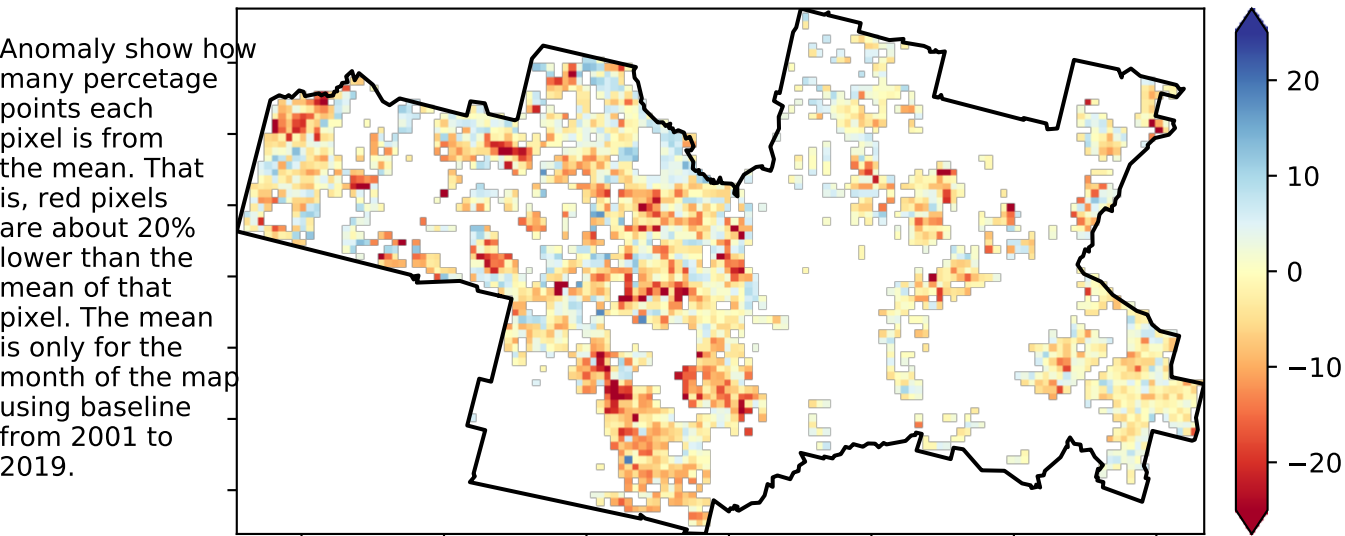 Anomaly show how
many percetage
points each
pixel is from
the mean. That
is, red pixels
are about 20%
lower than the
mean of that
pixel. The mean
is only for the
month of the map
using baseline
from 2001 to
2019.
20
10
0
−10
−20